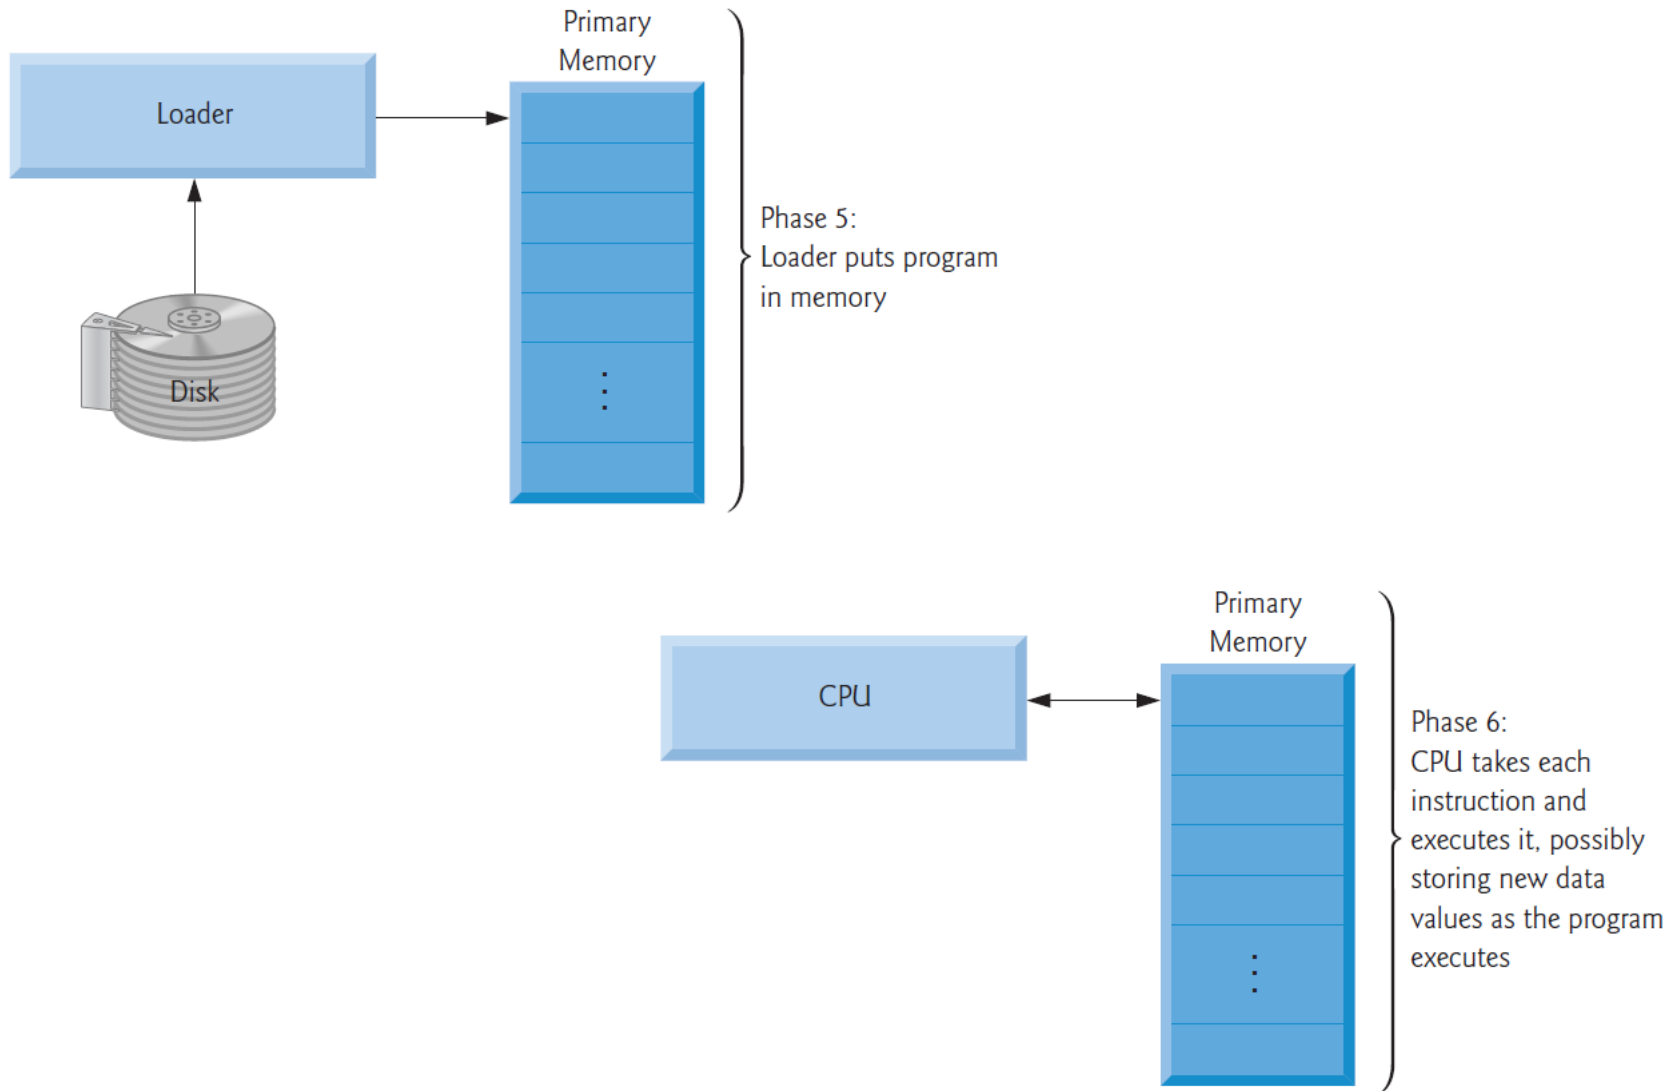 Primary
Memory
Loader
Disk
Phase 5:
Loader puts program
in memory
Primary
Memory
CPU
Phase 6:
CPU takes each
instruction and
executes it, possibly
storing new data
values as the program
executes